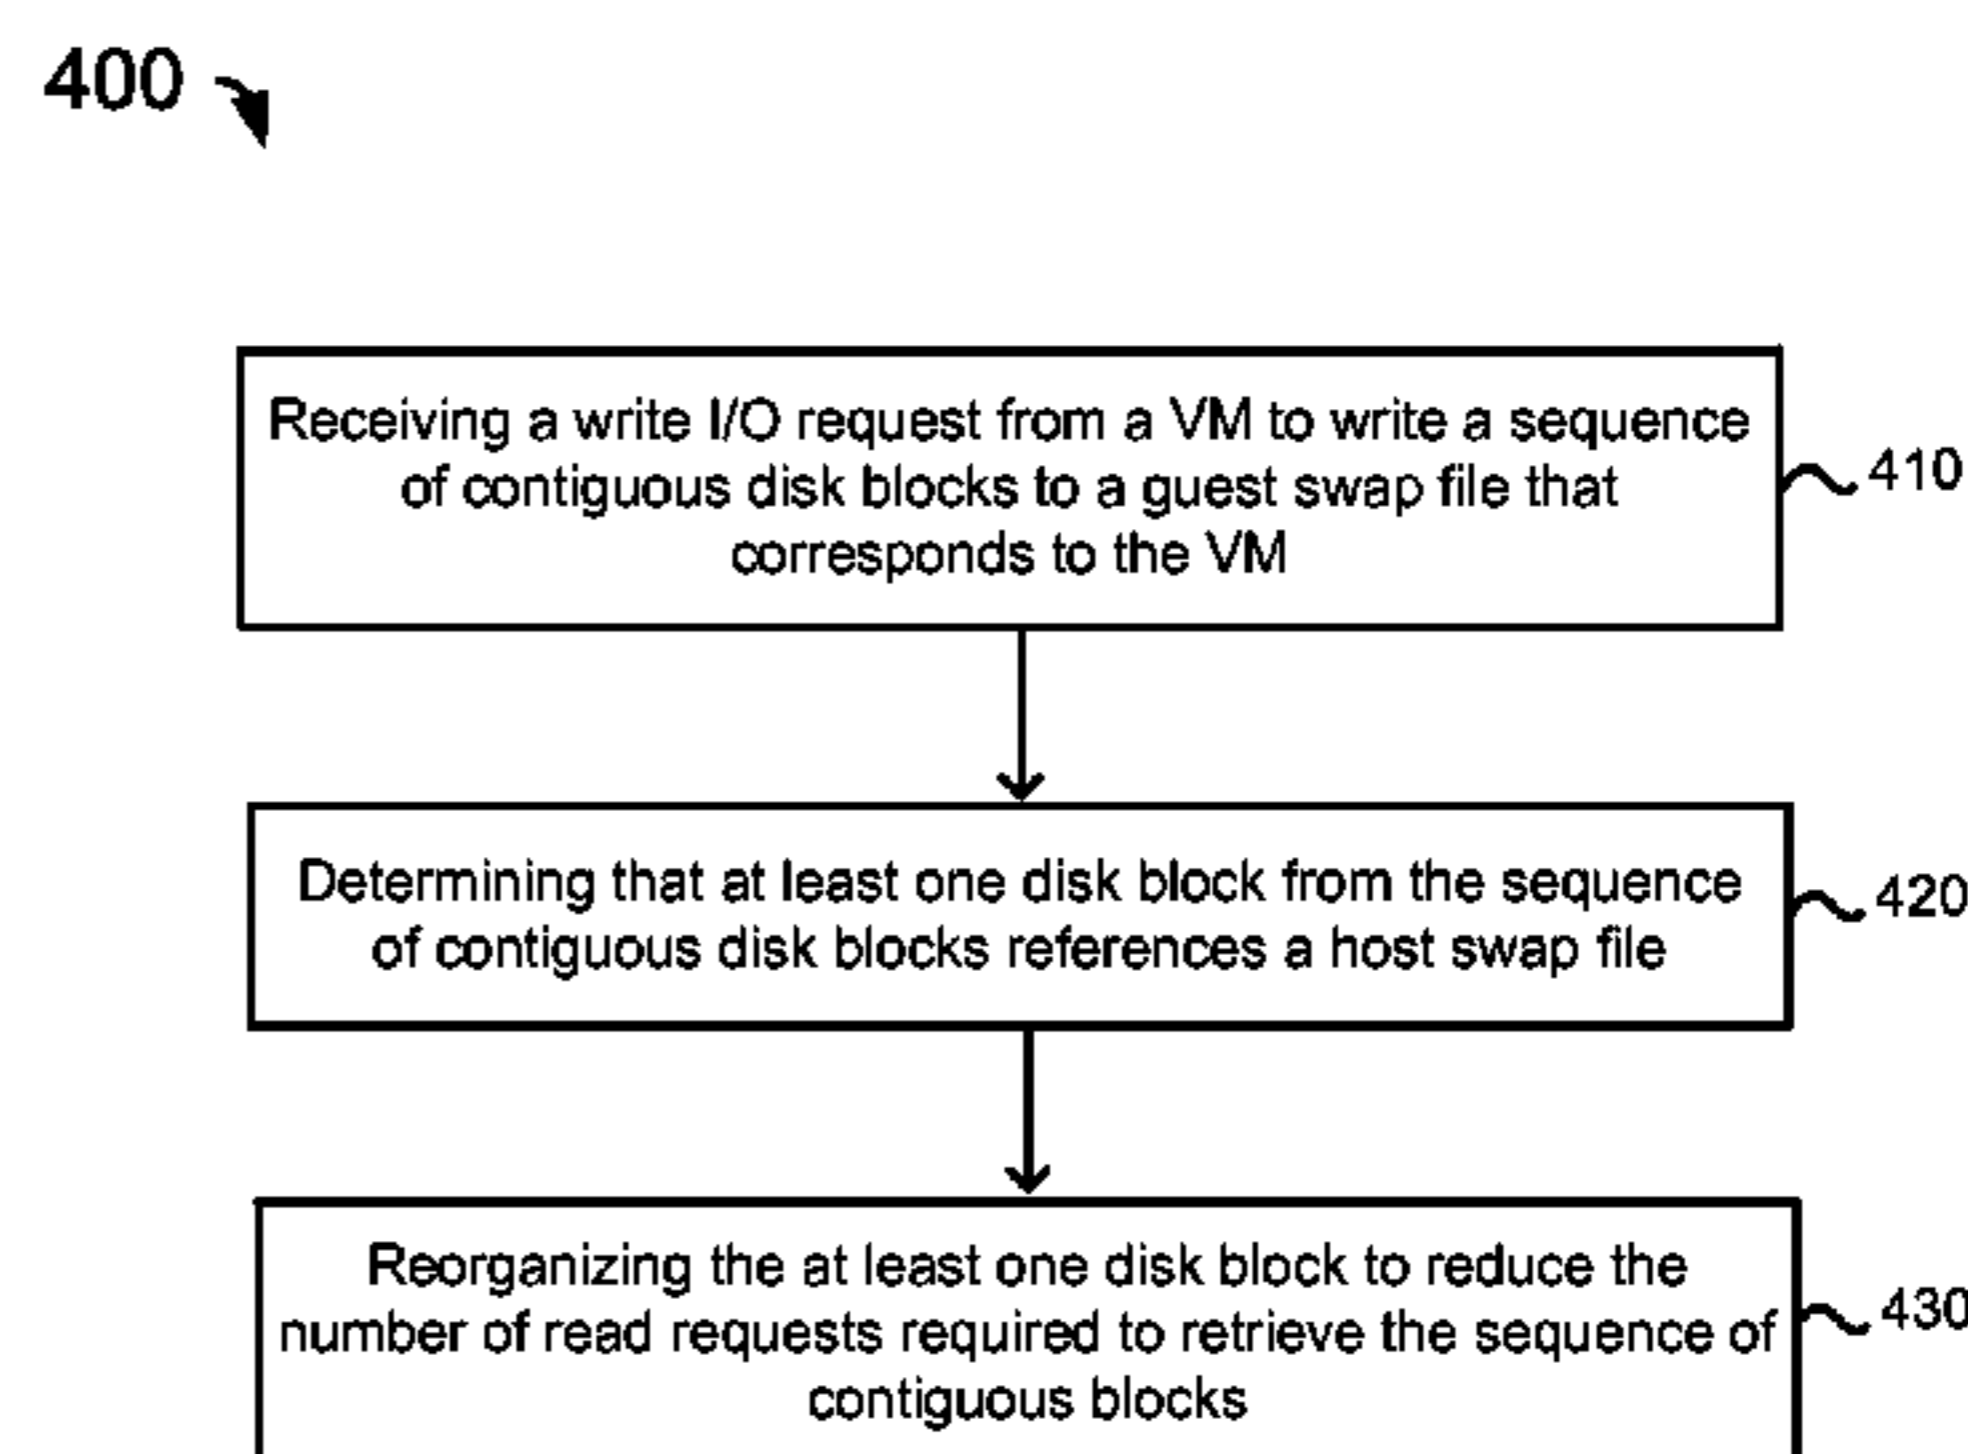 400
Receiving a write I/O request from a VM to write a sequence
of contiguous disk blocks to a guest swap file that
corresponds to the VM
410
Determining that at least one disk block from the sequence
of contiguous disk blocks references a host swap file
420
Reorganizing the at least one disk block to reduce the
number of read requests required to retrieve the sequence of
contiguous blocks
430